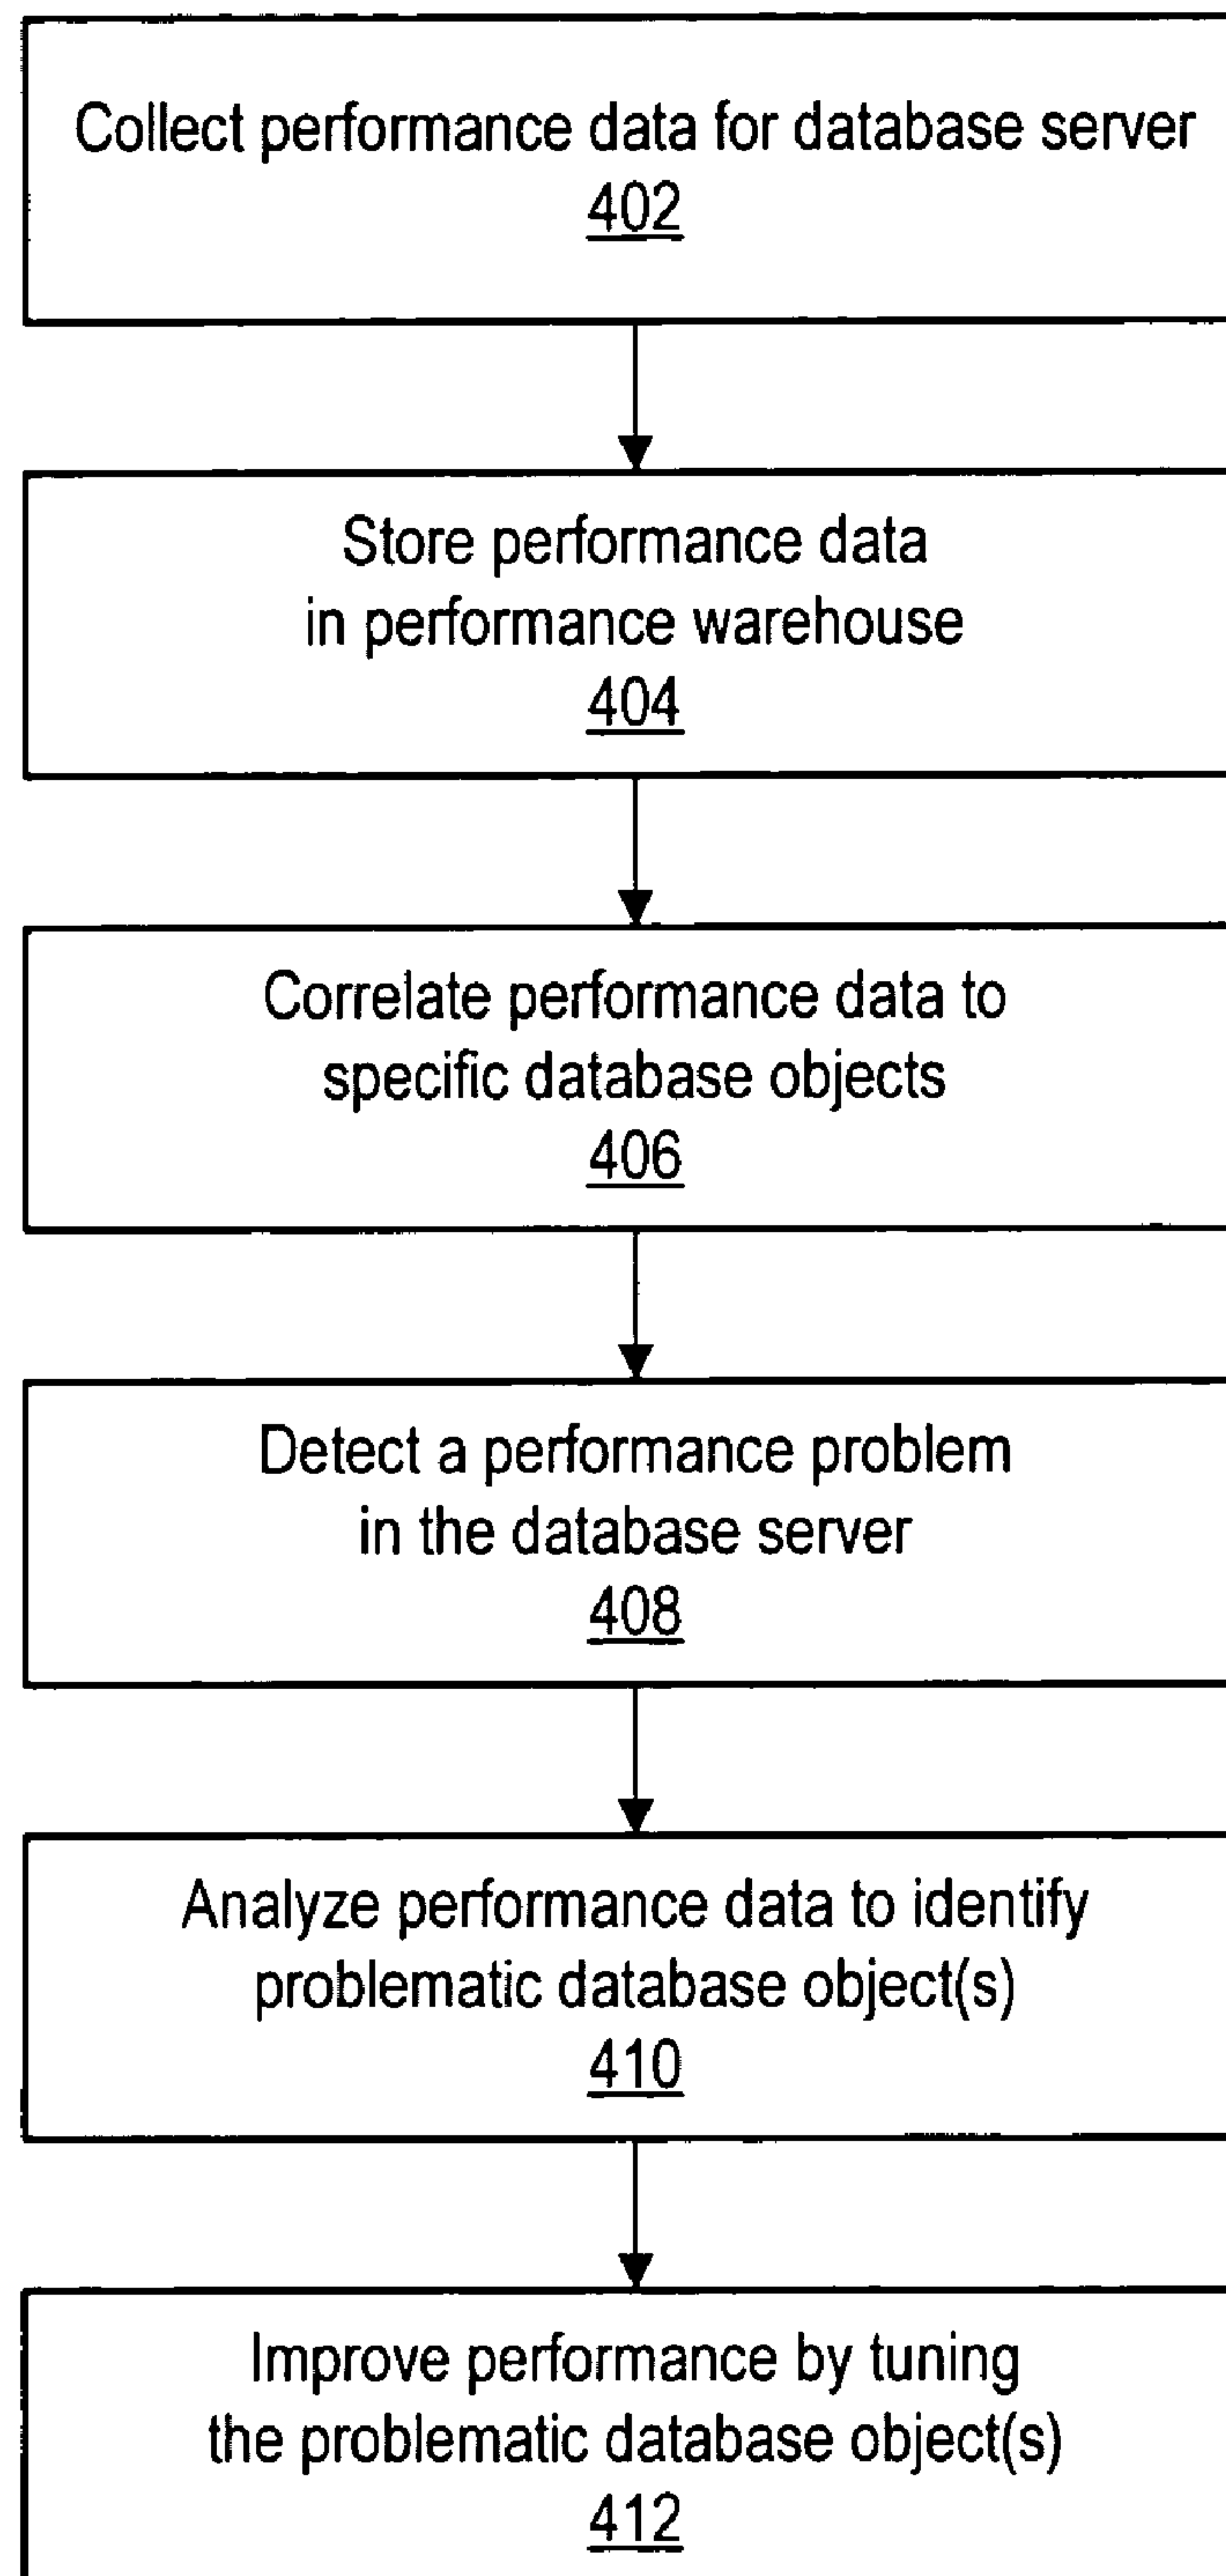 Collect performance data for database server
402
Store performance data
in performance warehouse
404
Correlate performance data to
specific database objects
406
Detect a performance problem
in the database server
408
Analyze performance data to identify
problematic database object(s)
410
Improve performance by tuning
the problematic database object(s)
412